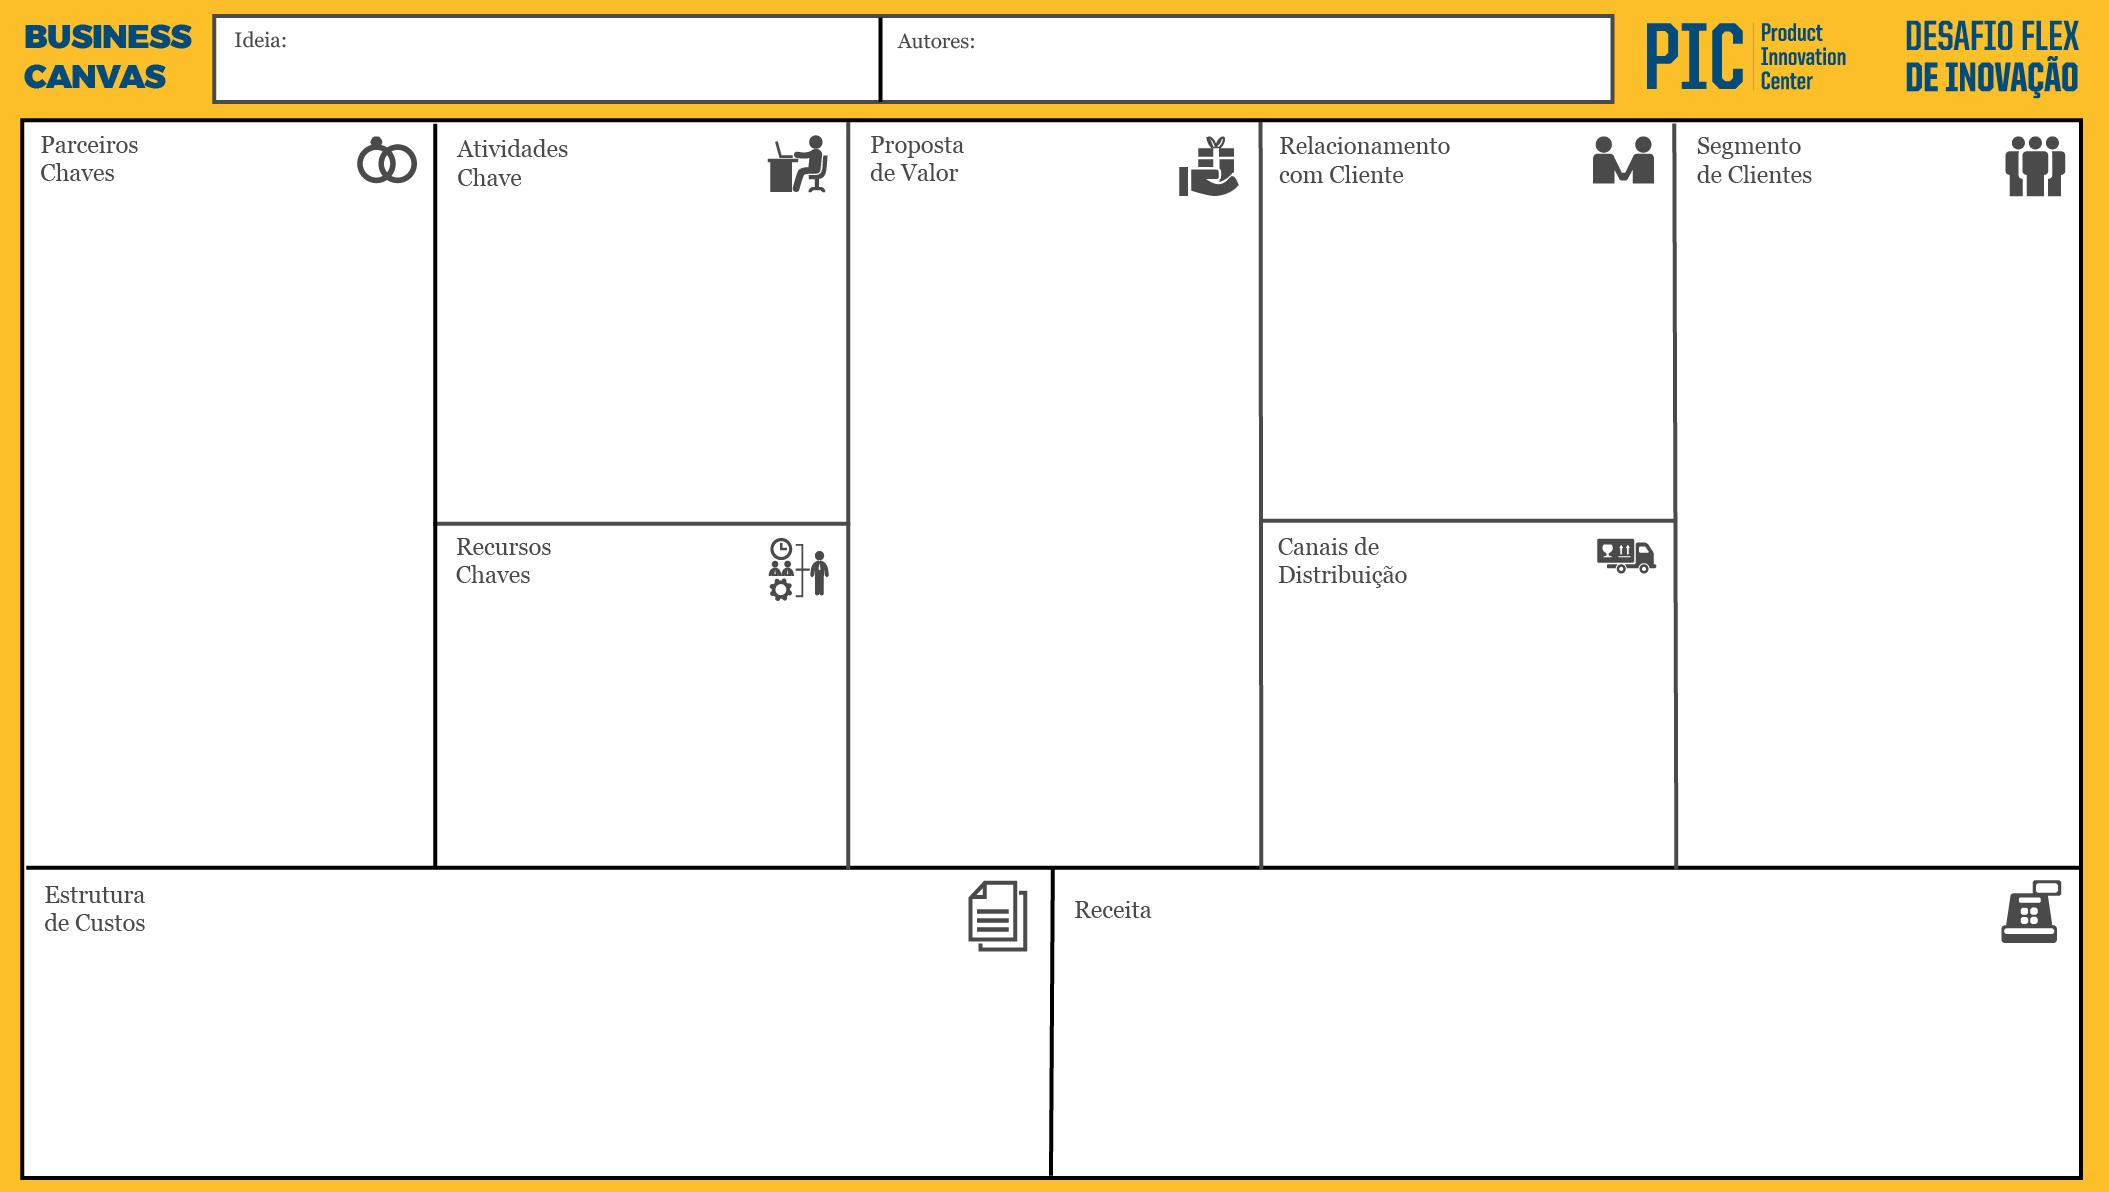 BUSINESS
CANVAS
Ideia:
Autores:
PIC
Product
Innovation
Center
DESAFIO FLEX
DE INOVAÇÃO
Parceiros
Chaves
Atividades
Chave
Proposta
de Valor
Relacionamento
com Cliente
Segmento
de Clientes
Recursos
Chaves
Canais de
Distribuição
Estrutura
de Custos
Receita